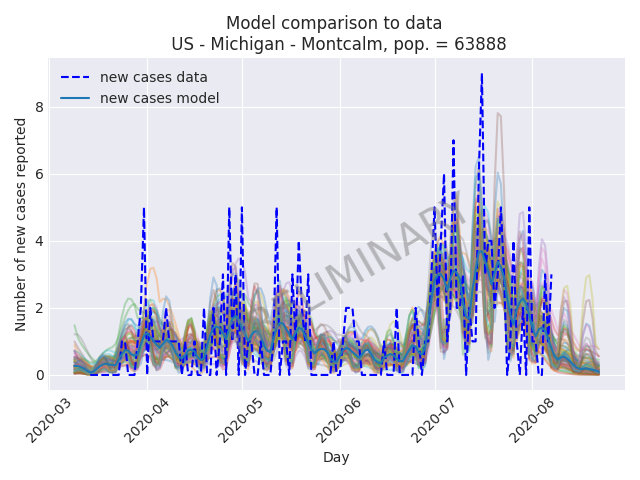 Model comparison to data
US - Michigan - Montcalm, pop. = 63888
new cases data
new cases model
Number of new cases reported
8
6
4
2
0
2020-03
2020-04
2020-05
2020-06
2020-07
2020-08
Day